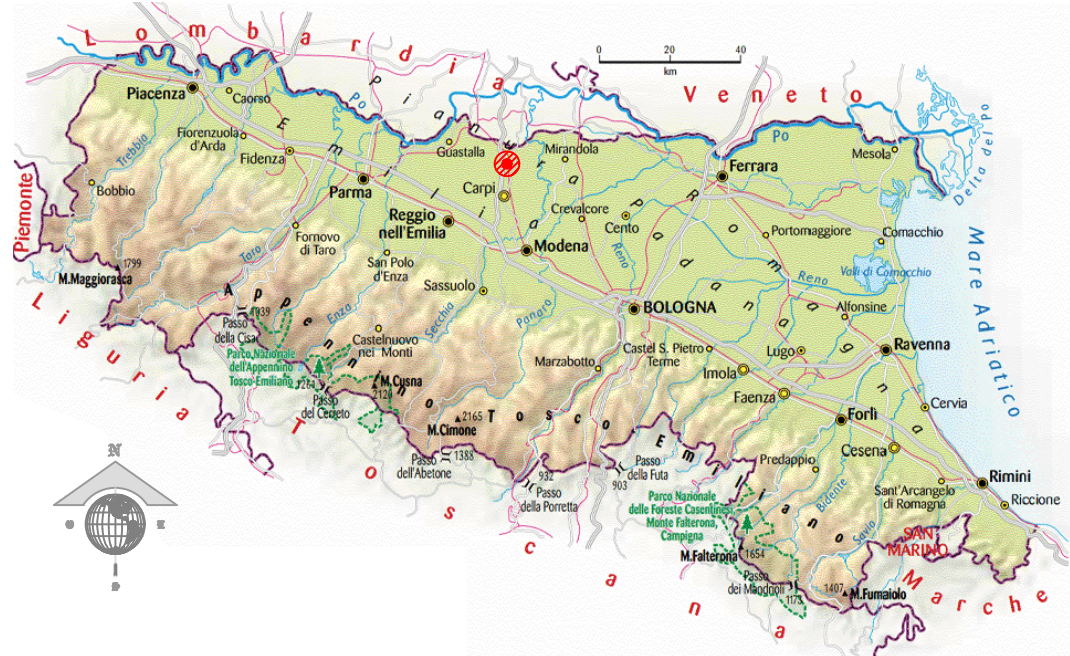 Lombardia
Veneto
Piemonte
Liguria
Toscana
Marche
SAN
MARINO
Mare Adriatico
Delta del Po
Pianura Padana
Emilia
Romagna
Appennino Tosco Emiliano
0 20 40
km
Piacenza
Caorso
Po
Po
Trebbio
Fiorenzuola
d'Arda
Fidenza
Guastalla
Mirandola
Ferrara
Mesola
Bobbio
Parma
Carpi
Crevalcore
Cento
Reggio
nell'Emilia
Modena
Portomaggiore
Comacchio
Fornovo
di Taro
Taro
San Polo
d'Enza
Reno
Reno
Valli di Comacchio
1799
M.Maggiorasca
Sassuolo
Enza
Secchia
Panaro
BOLOGNA
Alfonsine
1039
Passo
della Cisa
Parco Nazionale
dell'Appennino
Tosco-Emiliano
Castelnuovo
nei Monti
Marzabotto
Castel S. Pietro
Terme
Lugo
Ravenna
1261
Passo
del Cerreto
M.Cusna
2120
Imola
Faenza
Cervia
2165
M.Cimone
Forlì
1388
Passo
dell'Abetone
932
Passo
della Porretta
903
Passo
della Futa
Predappio
Cesena
Rimini
Riccione
Sant'Arcangelo
di Romagna
Parco Nazionale
delle Foreste Casentinesi,
Monte Falterona,
Campigna
Bidente
Savio
M.Falterona
1654
Passo
dei Mandrioli
1173
1407
M.Fumaiolo
N
O
E